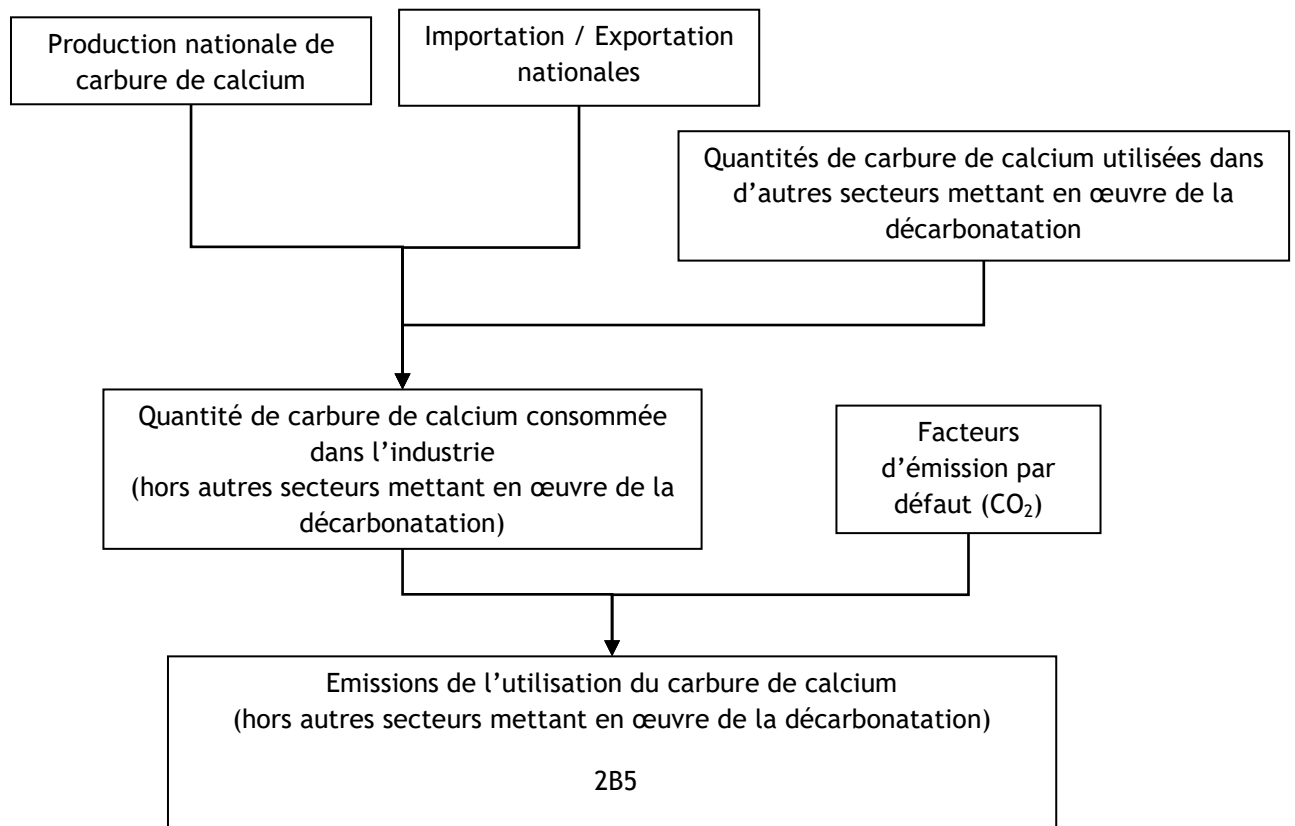 Production nationale de
carbure de calcium
Importation / Exportation
nationales
Quantités de carbure de calcium utilisées dans
d’autres secteurs mettant en œuvre de la
décarbonatation
Quantité de carbure de calcium consommée
dans l’industrie
(hors autres secteurs mettant en œuvre de la
décarbonatation)
Facteurs
d’émission par
défaut (CO₂)
Emissions de l’utilisation du carbure de calcium
(hors autres secteurs mettant en œuvre de la décarbonatation)
2B5